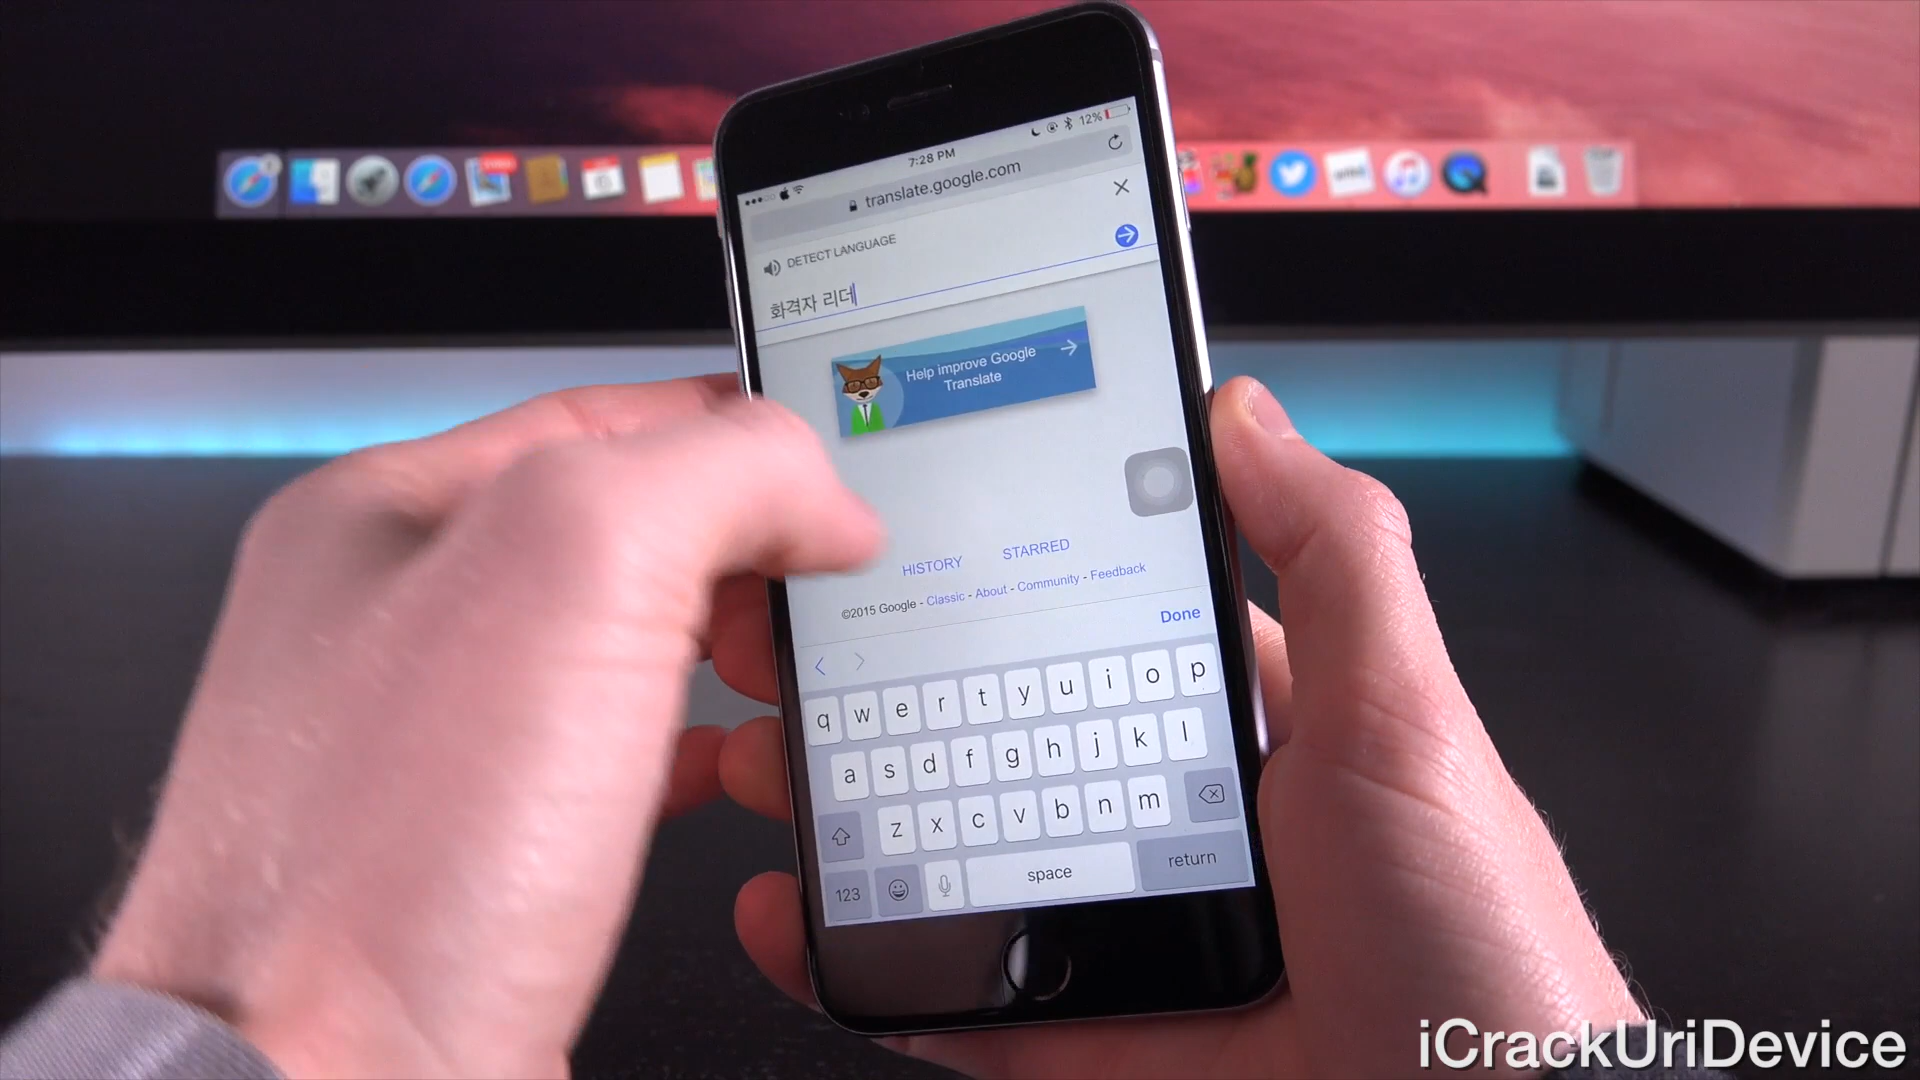 12%
7:28 PM
translate.google.com
DETECT LANGUAGE
화격자 리더
Help improve Google
Translate
HISTORY STARRED
©2015 Google - Classic - About - Community - Feedback
Done
q w e r t y u i o p
a s d f g h j k l
z x c v b n m
123 space return
iCrackUriDevice